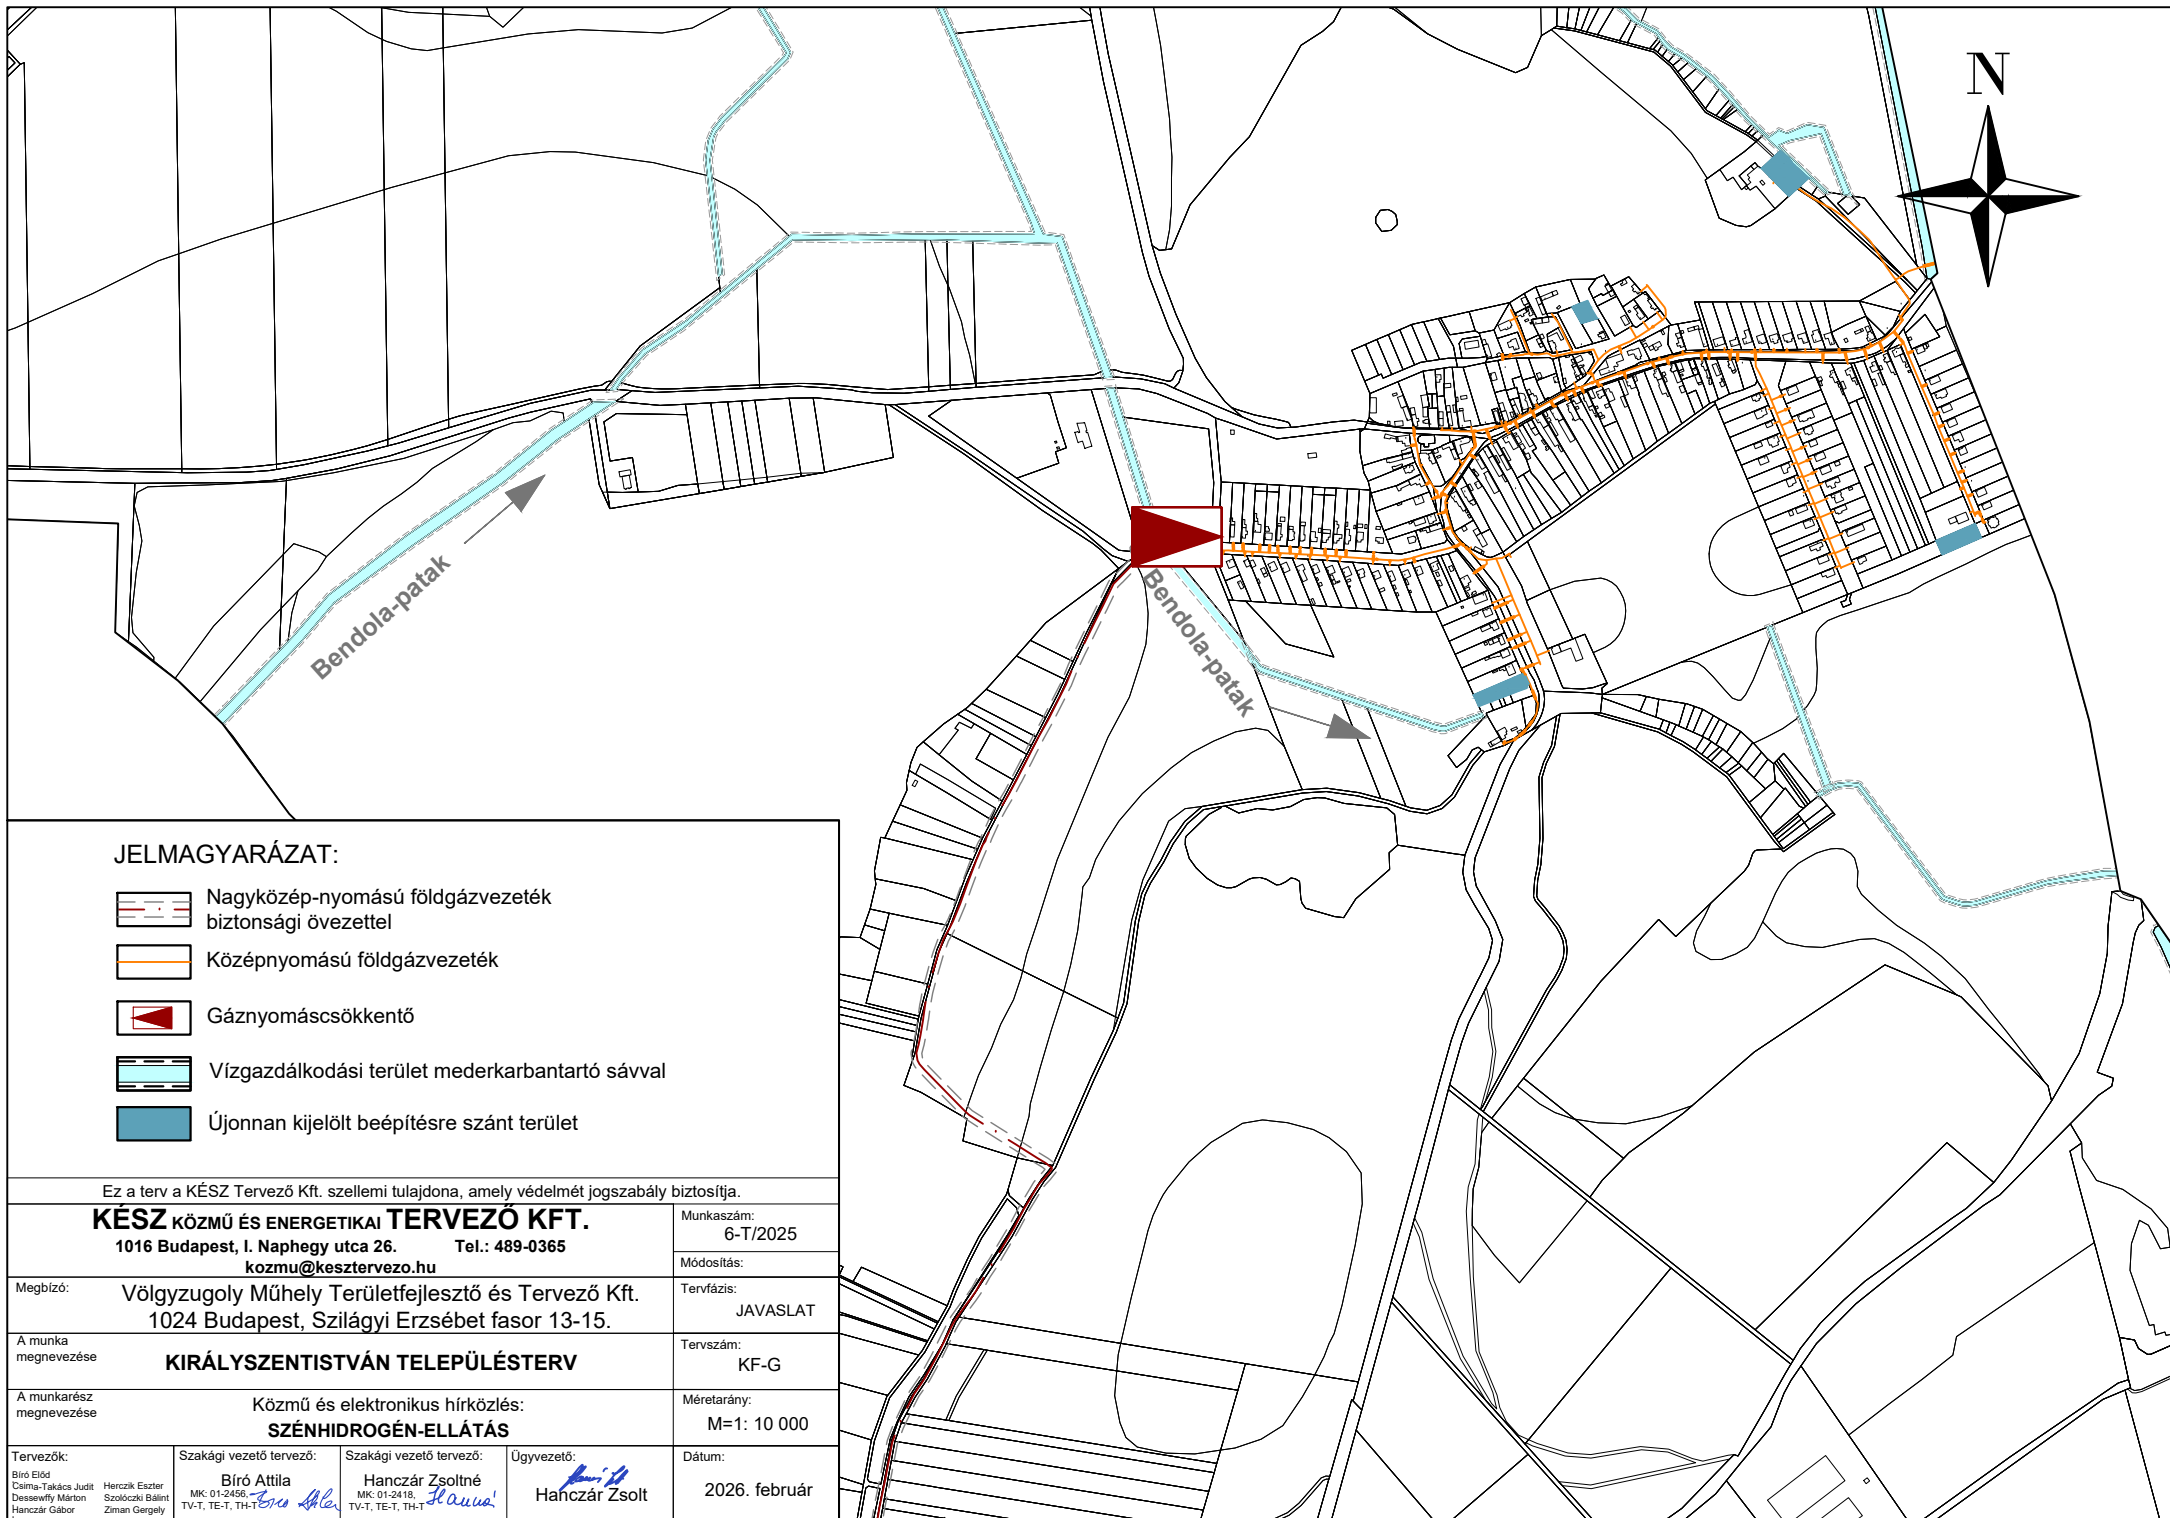 N
Bendola-patak
Bendola-patak
JELMAGYARÁZAT:
Nagyközép-nyomású földgázvezeték
biztonsági övezettel
Középnyomású földgázvezeték
Gáznyomáscsökkentő
Vízgazdálkodási terület mederkarbantartó sávval
Újonnan kijelölt beépítésre szánt terület
Ez a terv a KÉSZ Tervező Kft. szellemi tulajdona, amely védelmét jogszabály biztosítja.
KÉSZ KÖZMŰ ÉS ENERGETIKAI TERVEZŐ KFT.
1016 Budapest, I. Naphegy utca 26. Tel.: 489-0365
kozmu@kesztervezo.hu
Munkaszám:
6-T/2025
Módosítás:
Megbízó:
Völgyzugoly Műhely Területfejlesztő és Tervező Kft.
1024 Budapest, Szilágyi Erzsébet fasor 13-15.
Tervfázis:
JAVASLAT
A munka
megnevezése
KIRÁLYSZENTISTVÁN TELEPÜLÉSTERV
Tervszám:
KF-G
A munkarész
megnevezése
Közmű és elektronikus hírközlés:
SZÉNHIDROGÉN-ELLÁTÁS
Méretarány:
M=1: 10 000
Tervezők:
Bíró Előd
Csima-Takács Judit Herczik Eszter
Dessewffy Márton Szolóczki Bálint
Hanczár Gábor Ziman Gergely
Szakági vezető tervező:
Bíró Attila
MK: 01-2456,
TV-T, TE-T, TH-T
Szakági vezető tervező:
Hanczár Zsoltné
MK: 01-2418,
TV-T, TE-T, TH-T
Ügyvezető:
Hanczár Zsolt
Dátum:
2026. február